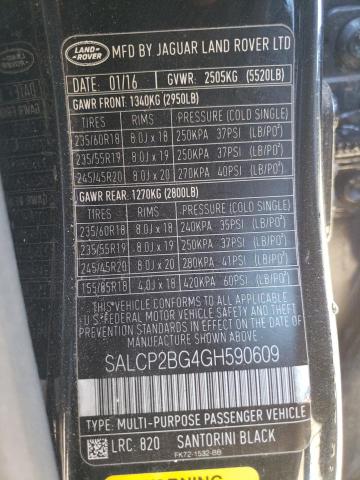 LAND-ROVER
MFD BY JAGUAR LAND ROVER LTD
DATE: 01/16 GVWR: 2505KG (5520LB)
GAWR FRONT: 1340KG (2950LB)
TIRES RIMS PRESSURE (COLD SINGLE)
235/60R18 8.0J x 18 250KPA 37PSI (LB/PO²)
235/55R19 8.0J x 19 250KPA 37PSI (LB/PO²)
245/45R20 8.0J x 20 270KPA 40PSI (LB/PO²)
GAWR REAR: 1270KG (2800LB)
TIRES RIMS PRESSURE (COLD SINGLE)
235/60R18 8.0J x 18 240KPA 35PSI (LB/PO²)
235/55R19 8.0J x 19 250KPA 37PSI (LB/PO²)
245/45R20 8.0J x 20 280KPA 41PSI (LB/PO²)
155/85R18 4.0J x 18 420KPA 60PSI (LB/PO²)
THIS VEHICLE CONFORMS TO ALL APPLICABLE
U.S. FEDERAL MOTOR VEHICLE SAFETY
STANDARDS IN EFFECT ON THE DATE OF
MANUFACTURE SHOWN ABOVE.
SALCP2BG4GH590609
TYPE: MULTI-PURPOSE PASSENGER VEHICLE
LRC: 820 SANTORINI BLACK
FK72-1532-BB
WARNING